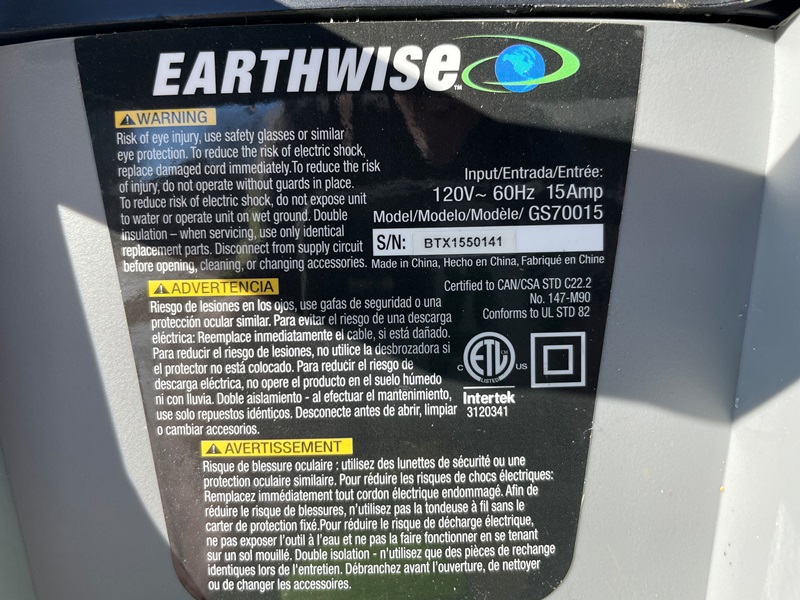 EARTHWISE™
WARNING
Risk of eye injury, use safety glasses or similar
eye protection. To reduce the risk of electric shock,
replace damaged cord immediately.To reduce the risk
of injury, do not operate without guards in place.
To reduce risk of electric shock, do not expose unit
to water or operate unit on wet ground. Double
insulation – when servicing, use only identical
replacement parts. Disconnect from supply circuit
before opening, cleaning, or changing accessories.
Input/Entrada/Entrée:
120V~ 60Hz 15Amp
Model/Modelo/Modèle/ GS70015
S/N: BTX1550141
Made in China, Hecho en China, Fabriqué en Chine
ADVERTENCIA
Riesgo de lesiones en los ojos, use gafas de seguridad o una
protección ocular similar. Para evitar el riesgo de una descarga
eléctrica: Reemplace inmediatamente el cable, si está dañado.
Para reducir el riesgo de lesiones, no utilice la desbrozadora si
el protector no está colocado. Para reducir el riesgo de
descarga eléctrica, no opere el producto en el suelo húmedo
ni con lluvia. Doble aislamiento - al efectuar el mantenimiento,
use solo repuestos idénticos. Desconecte antes de abrir, limpiar
o cambiar accesorios.
Certified to CAN/CSA STD C22.2
No. 147-M90
Conforms to UL STD 82
C ETL US
LISTED
Intertek
3120341
AVERTISSEMENT
Risque de blessure oculaire : utilisez des lunettes de sécurité ou une
protection oculaire similaire. Pour réduire les risques de chocs électriques:
Remplacez immédiatement tout cordon électrique endommagé. Afin de
réduire le risque de blessures, n'utilisez pas la tondeuse à fil sans le
carter de protection fixé.Pour réduire le risque de décharge électrique,
ne pas exposer l'outil à l'eau et ne pas la faire fonctionner en se tenant
sur un sol mouillé. Double isolation - n'utilisez que des pièces de rechange
identiques lors de l'entretien. Débranchez avant l'ouverture, de nettoyer
ou de changer les accessoires.